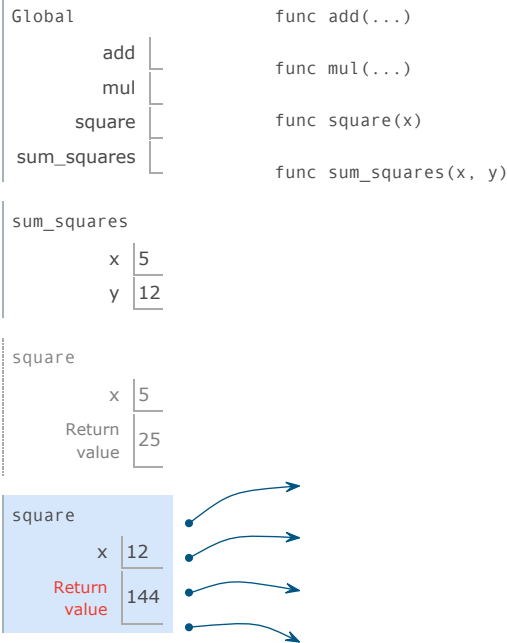 Global
add
mul
square
sum_squares
func add(...)
func mul(...)
func square(x)
func sum_squares(x, y)
sum_squares
x 5
y 12
square
x 5
Return
value 25
square
x 12
Return
value 144